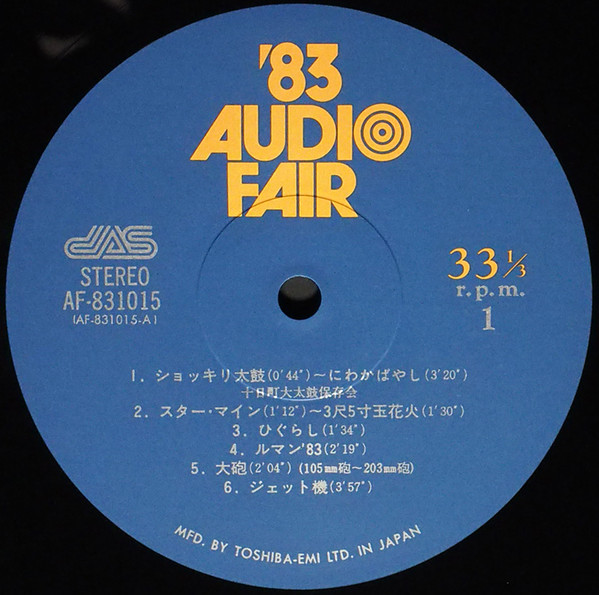 '83
AUDIO
FAIR
JAS
STEREO
AF-831015
(AF-831015-A)
33 1/3
r.p.m.
1
1. ショッキリ太鼓(0'44")～にわかばやし(3'20")
十日町大太鼓保存会
2. スター・マイン(1'12")～3尺5寸玉花火(1'30")
3. ひぐらし(1'34")
4. ルマン'83(2'19")
5. 大砲(2'04") (105mm砲～203mm砲)
6. ジェット機(3'57")
MFD. BY TOSHIBA-EMI LTD. IN JAPAN